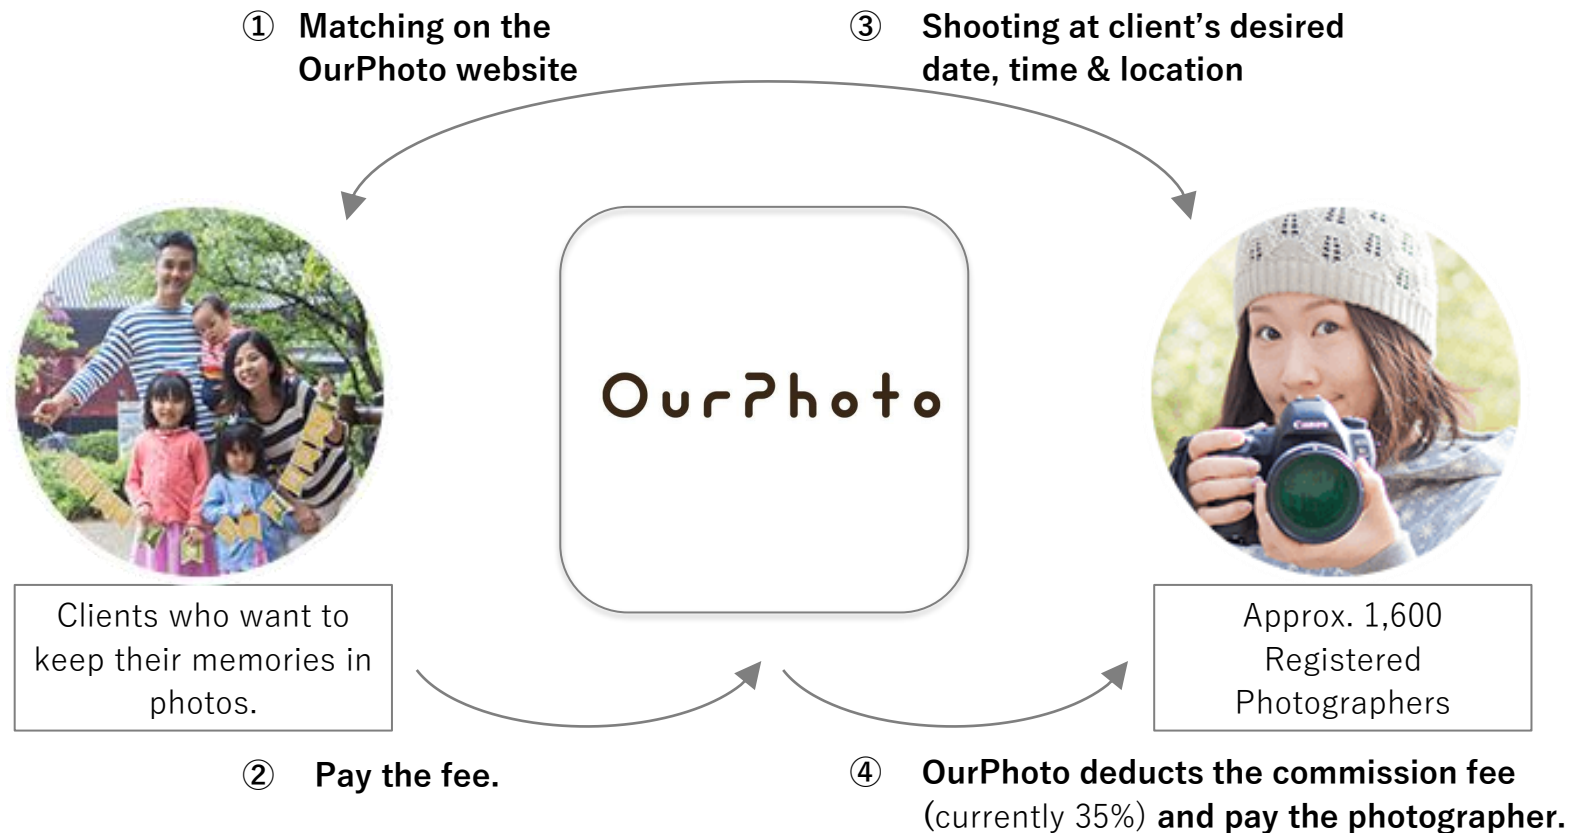 ① Matching on the
OurPhoto website
③ Shooting at client’s desired
date, time & location
OurPhoto
Canon
Clients who want to
keep their memories in
photos.
Approx. 1,600
Registered
Photographers
② Pay the fee.
④ OurPhoto deducts the commission fee
(currently 35%) and pay the photographer.